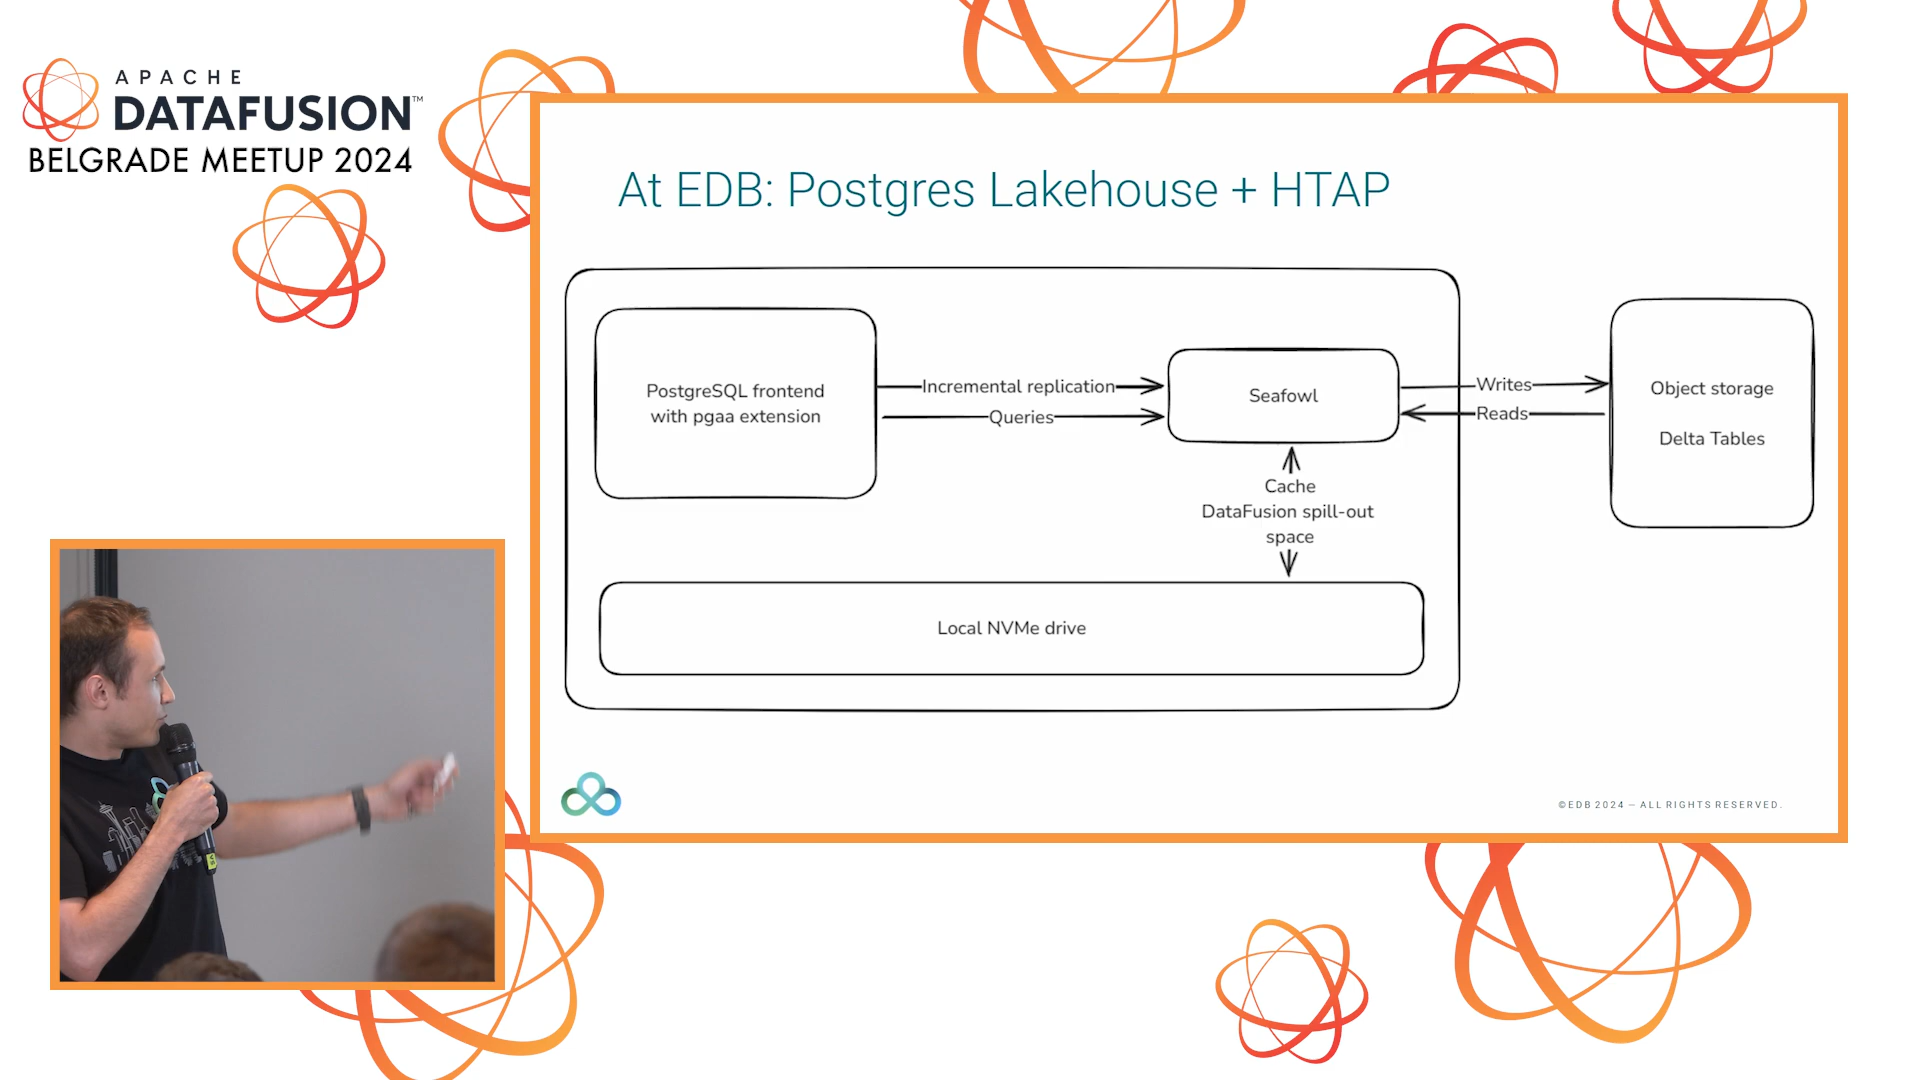 APACHE
DATAFUSION™
BELGRADE MEETUP 2024
At EDB: Postgres Lakehouse + HTAP
PostgreSQL frontend
with pgaa extension
Incremental replication
Queries
Seafowl
Writes
Reads
Object storage
Delta Tables
Cache
DataFusion spill-out
space
Local NVMe drive
©EDB 2024 — ALL RIGHTS RESERVED.